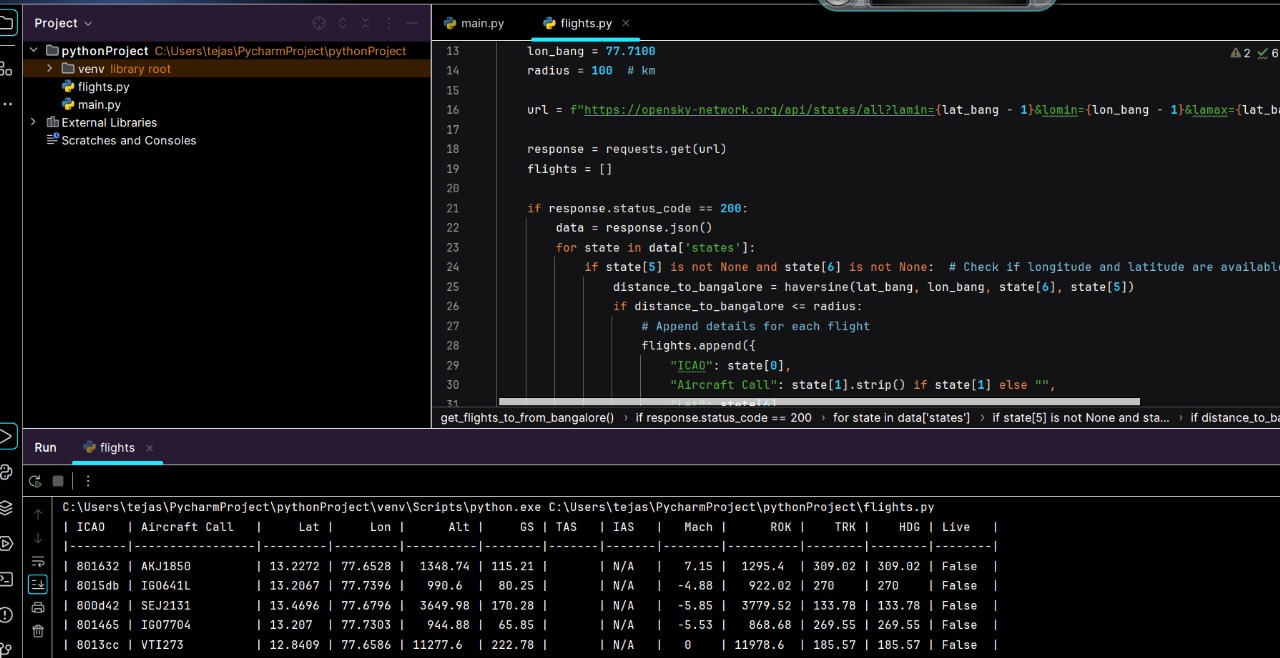 Project
main.py
flights.py
pythonProject C:\Users\tejas\PycharmProject\pythonProject
venv library root
flights.py
main.py
External Libraries
Scratches and Consoles
13 lon_bang = 77.7100
14 radius = 100 # km
15
16 url = f"https://opensky-network.org/api/states/all?lamin={lat_bang - 1}&lomin={lon_bang - 1}&lamax={lat_ba
17
18 response = requests.get(url)
19 flights = []
20
21 if response.status_code == 200:
22 data = response.json()
23 for state in data['states']:
24 if state[5] is not None and state[6] is not None: # Check if longitude and latitude are available
25 distance_to_bangalore = haversine(lat_bang, lon_bang, state[6], state[5])
26 if distance_to_bangalore <= radius:
27 # Append details for each flight
28 flights.append({
29 "ICAO": state[0],
30 "Aircraft Call": state[1].strip() if state[1] else "",
31 "Lat": state[6]
2 6
get_flights_to_from_bangalore() › if response.status_code == 200 › for state in data['states'] › if state[5] is not None and sta... › if distance_to_ba
Run flights
C:\Users\tejas\PycharmProject\pythonProject\venv\Scripts\python.exe C:\Users\tejas\PycharmProject\pythonProject\flights.py
| ICAO | Aircraft Call | Lat | Lon | Alt | GS | TAS | IAS | Mach | ROK | TRK | HDG | Live |
|--------|-----------------|---------|---------|----------|--------|-------|-------|--------|----------|--------|--------|--------|
| 801632 | AKJ1850 | 13.2272 | 77.6528 | 1348.74 | 115.21 | | N/A | 7.15 | 1295.4 | 309.02 | 309.02 | False |
| 8015db | IGO641L | 13.2067 | 77.7396 | 990.6 | 80.25 | | N/A | -4.88 | 922.02 | 270 | 270 | False |
| 800d42 | SEJ2131 | 13.4696 | 77.6796 | 3649.98 | 170.28 | | N/A | -5.85 | 3779.52 | 133.78 | 133.78 | False |
| 801465 | IGO7704 | 13.207 | 77.7303 | 944.88 | 65.85 | | N/A | -5.53 | 868.68 | 269.55 | 269.55 | False |
| 8013cc | VTI273 | 12.8409 | 77.6586 | 11277.6 | 222.78 | | N/A | 0 | 11978.6 | 185.57 | 185.57 | False |